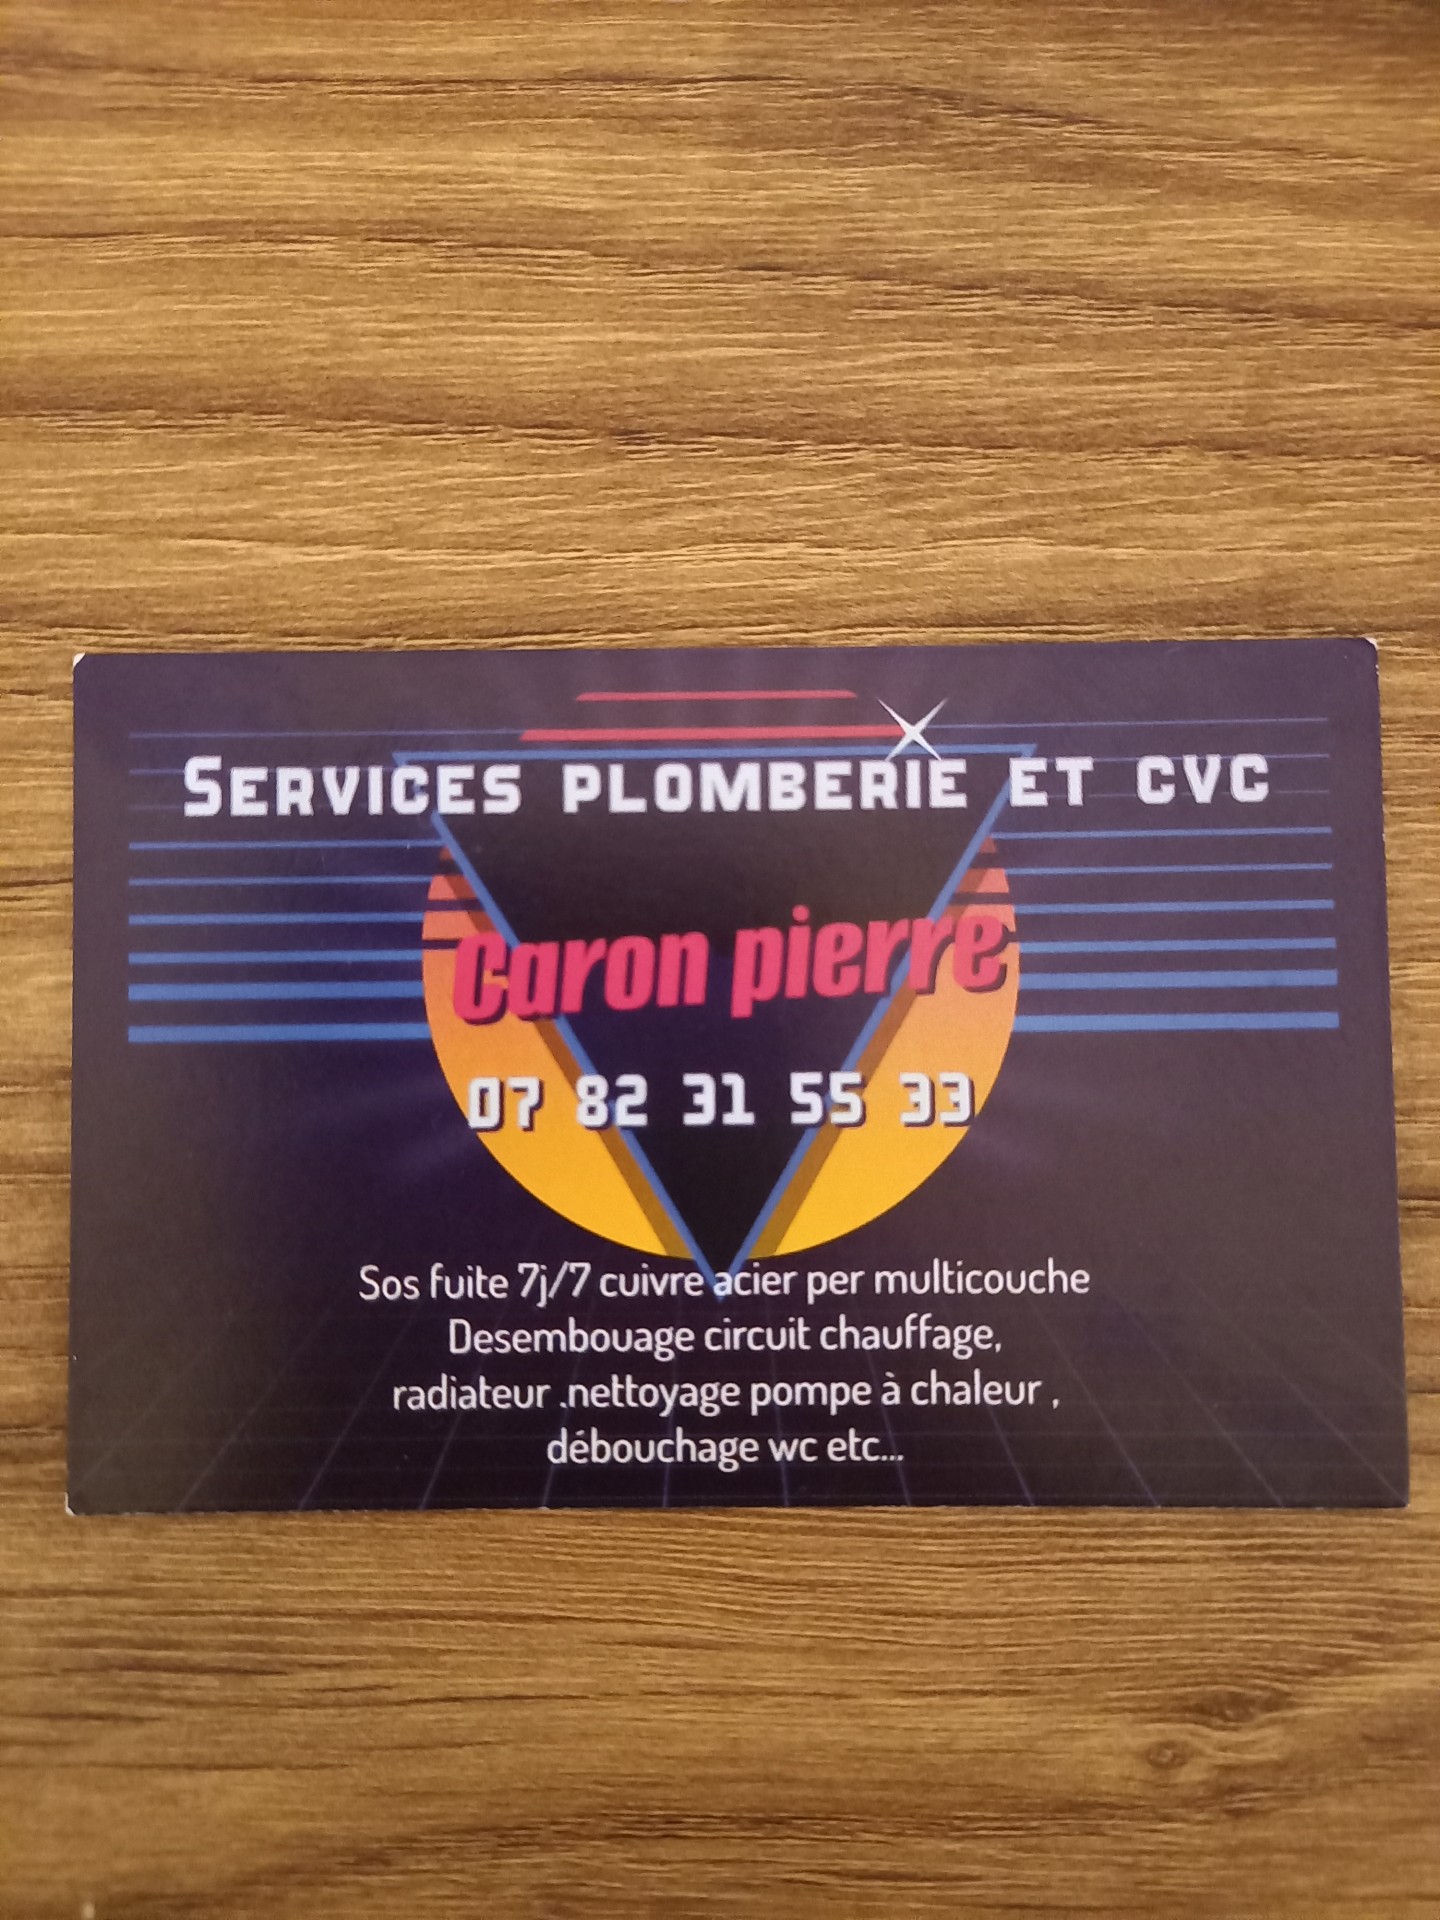 Services plomberie et cvc
Caron pierre
07 82 31 55 33
Sos fuite 7j/7 cuivre acier per multicouche
Desembouage circuit chauffage,
radiateur .nettoyage pompe à chaleur ,
débouchage wc etc...